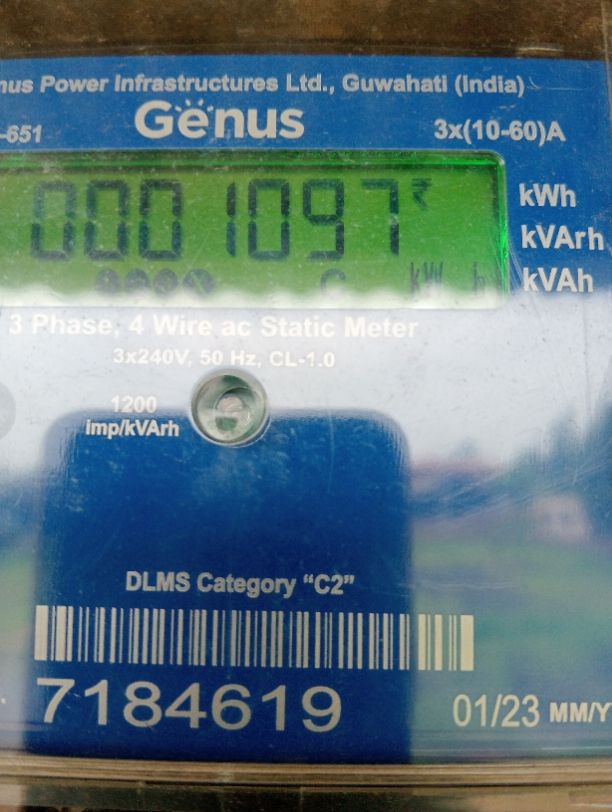 nus Power Infrastructures Ltd., Guwahati (India)
-651
Genus
3x(10-60)A
0001097
kWh
kVArh
kVAh
C kW h
3 Phase, 4 Wire ac Static Meter
3x240V, 50 Hz, CL-1.0
1200
imp/kVArh
DLMS Category “C2”
7184619
01/23 MM/Y